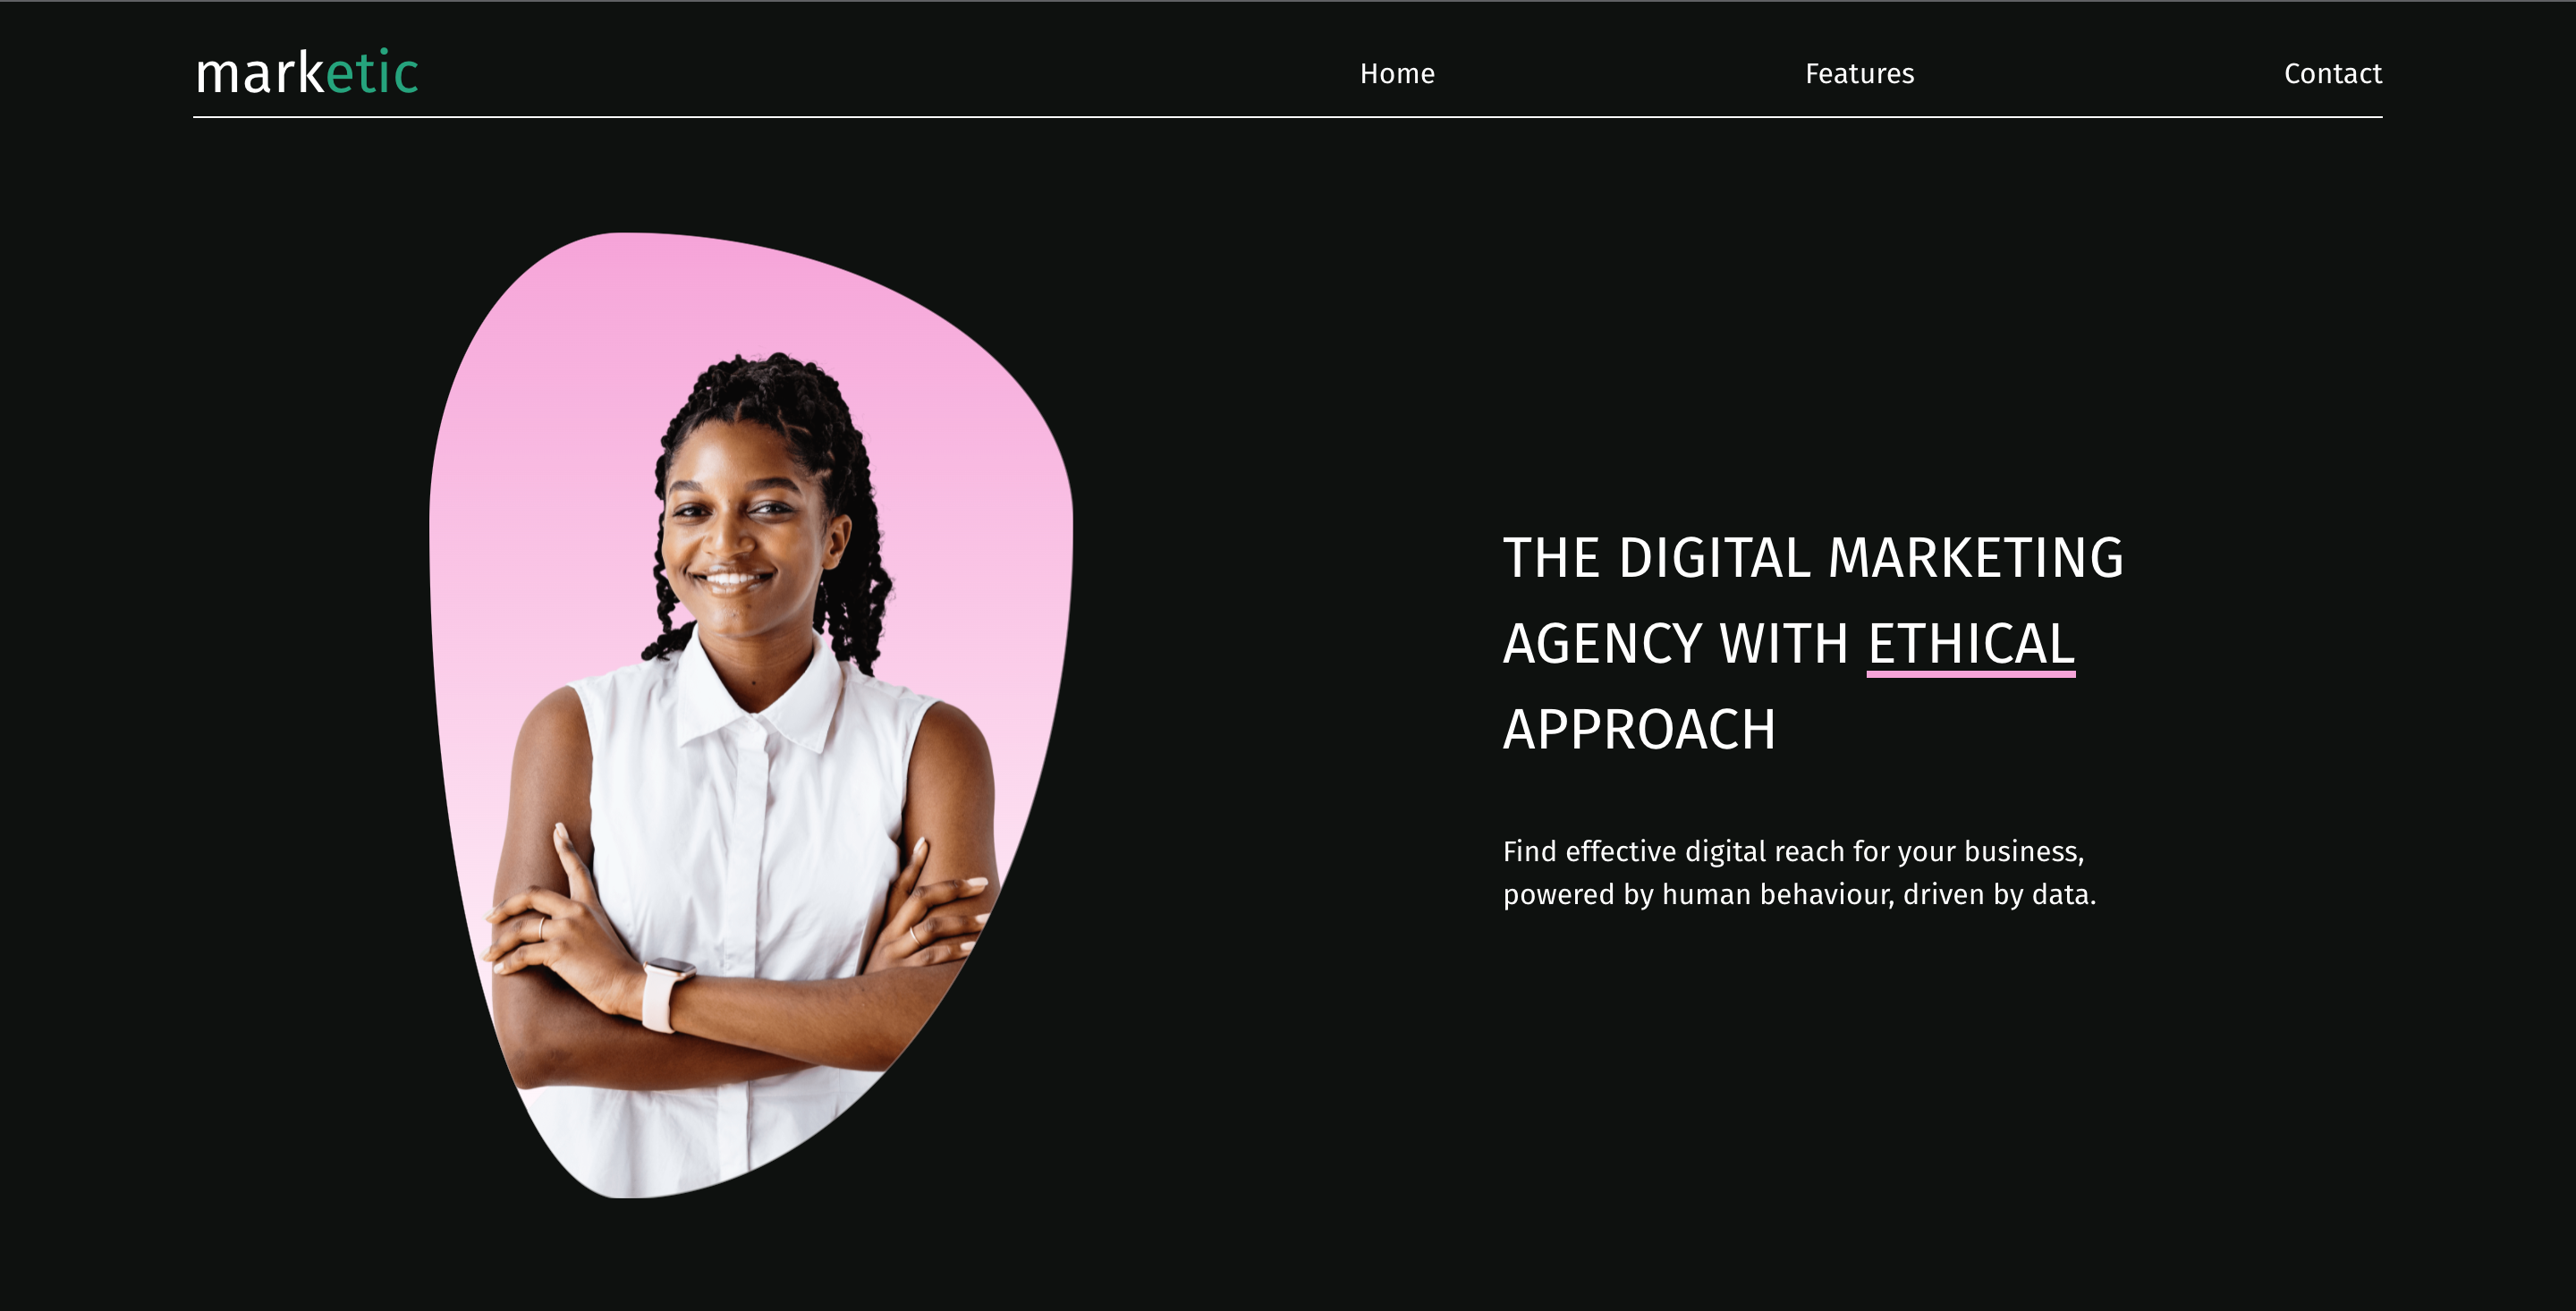 marketic
Home
Features
Contact
THE DIGITAL MARKETING
AGENCY WITH ETHICAL
APPROACH
Find effective digital reach for your business,
powered by human behaviour, driven by data.